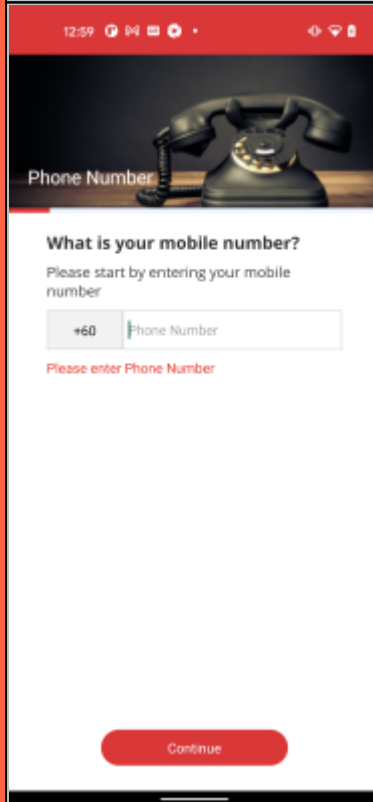 12:59
Phone Number
What is your mobile number?
Please start by entering your mobile
number
+60 Phone Number
Please enter Phone Number
Continue